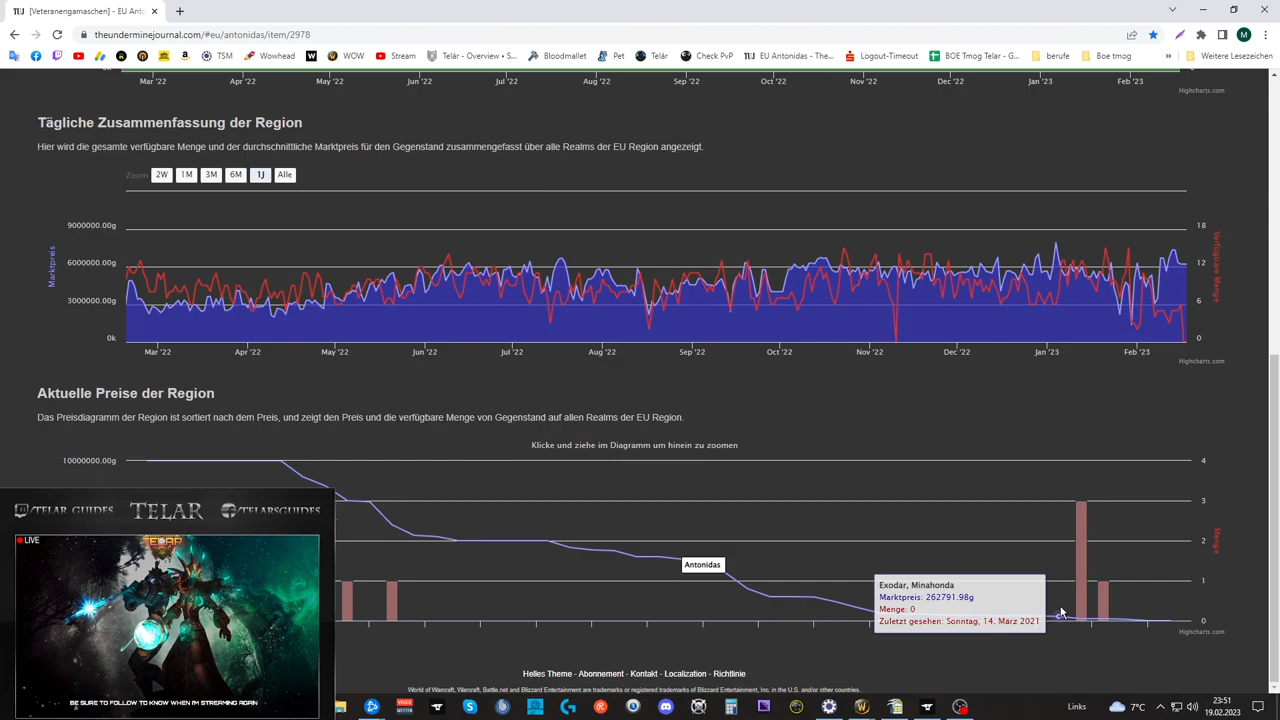 [Veteranengamaschen] - EU Anto
theunderminejournal.com/#eu/antonidas/item/2978
TSM
Wowhead
WOW
Stream
Telár - Overview • S...
Bloodmallet
Pet
Telár
Check PvP
EU Antonidas - The...
Logout-Timeout
BOE Tmog Telar - G...
berufe
Boe tmog
»
Weitere Lesezeichen
M
Mar '22 Apr '22 May '22 Jun '22 Jul '22 Aug '22 Sep '22 Oct '22 Nov '22 Dec '22 Jan '23 Feb '23
Highcharts.com
Tägliche Zusammenfassung der Region
Hier wird die gesamte verfügbare Menge und der durchschnittliche Marktpreis für den Gegenstand zusammengefasst über alle Realms der EU Region angezeigt.
Zoom 2W 1M 3M 6M 1J Alle
9000000.00g 18
6000000.00g 12
3000000.00g 6
0k 0
Marktpreis
Verfügbare Menge
Mar '22 Apr '22 May '22 Jun '22 Jul '22 Aug '22 Sep '22 Oct '22 Nov '22 Dec '22 Jan '23 Feb '23
Highcharts.com
Aktuelle Preise der Region
Das Preisdiagramm der Region ist sortiert nach dem Preis, und zeigt den Preis und die verfügbare Menge von Gegenstand auf allen Realms der EU Region.
Klicke und ziehe im Diagramm um hinein zu zoomen
10000000.00g 4
3
2
1
0
Menge
Antonidas
Exodar, Minahonda
Marktpreis: 262791.98g
Menge: 0
Zuletzt gesehen: Sonntag, 14. März 2021
Highcharts.com
/TELAR GUIDES TELAR /TELARSGUIDES
LIVE
TELAR
BE SURE TO FOLLOW TO KNOW WHEN I'M STREAMING AGAIN
Helles Theme - Abonnement - Kontakt - Localization - Richtlinie
World of Warcraft, Warcraft, Battle.net and Blizzard Entertainment are trademarks or registered trademarks of Blizzard Entertainment, Inc. in the U.S. and/or other countries.
Links
7°C
23:51
19.02.2023